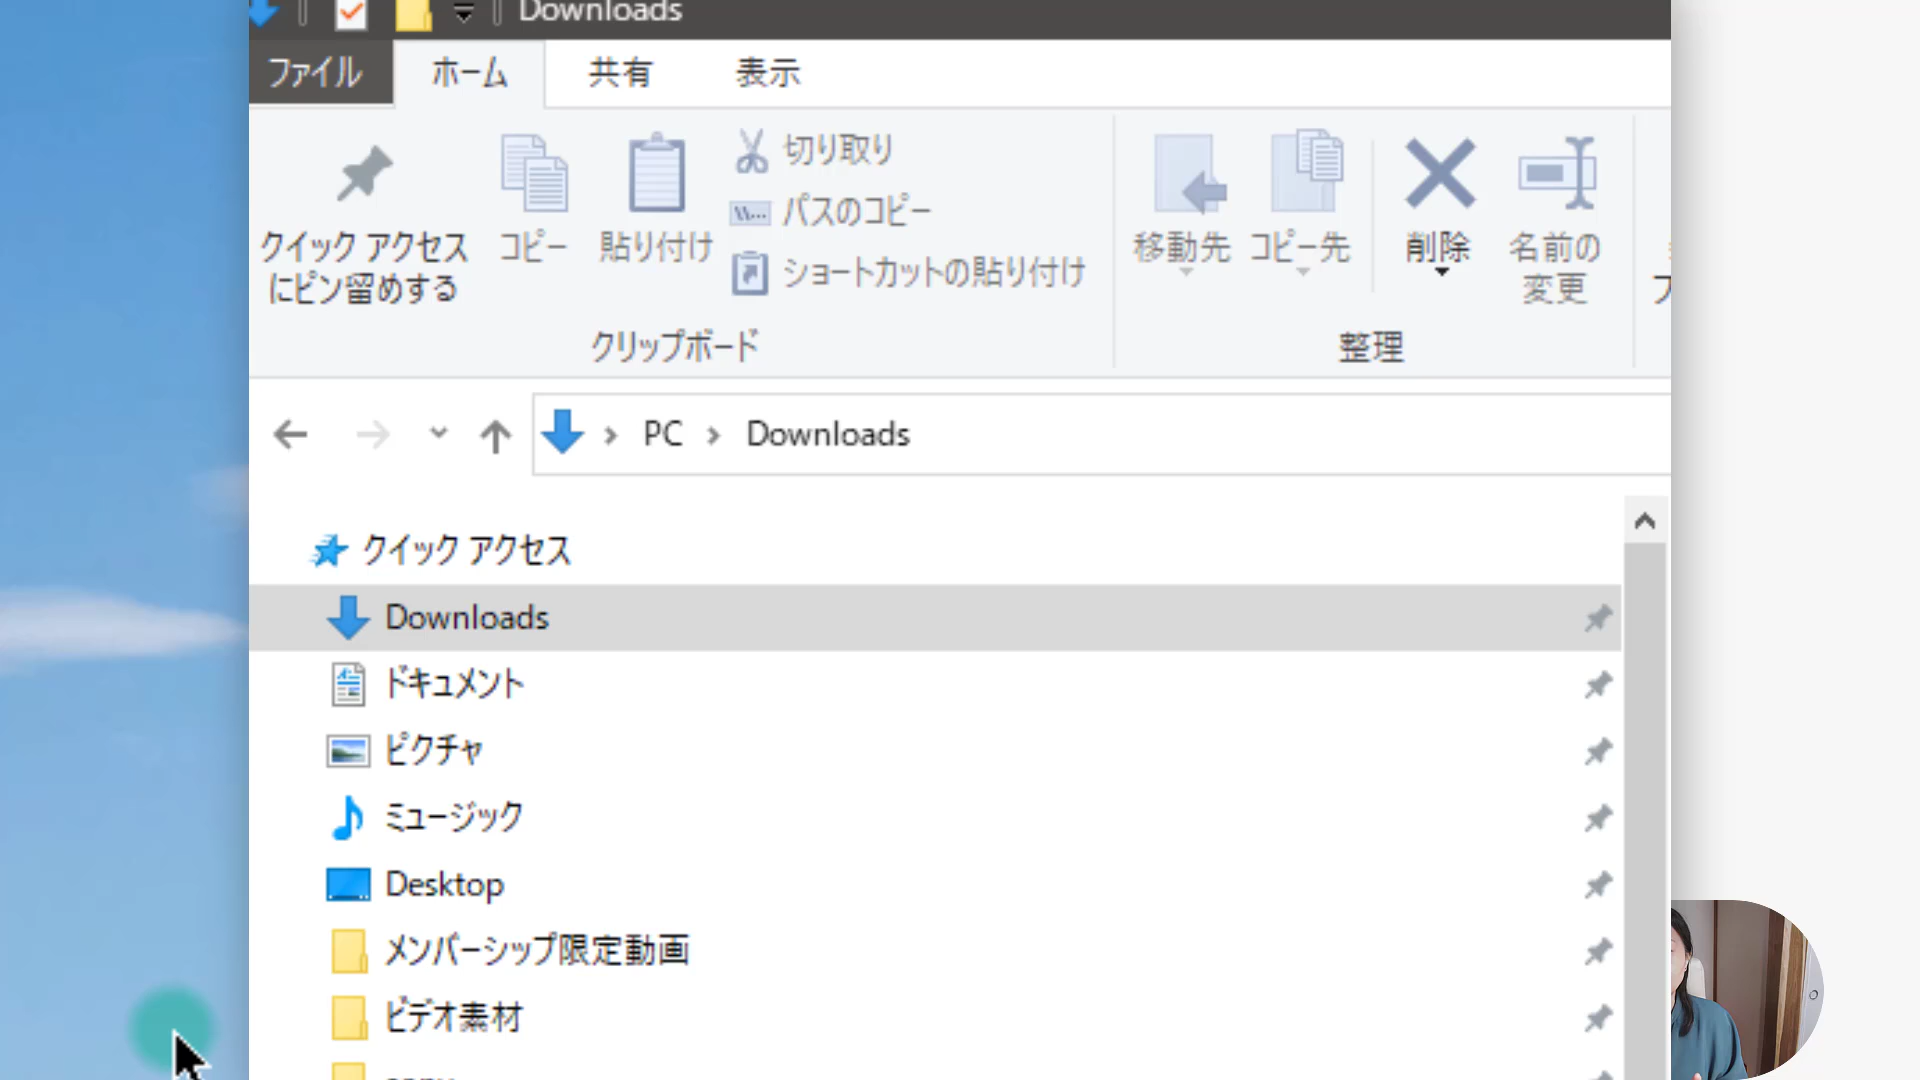 Downloads
ファイル ホーム 共有 表示
クイック アクセス
にピン留めする
コピー
貼り付け
切り取り
パスのコピー
ショートカットの貼り付け
クリップボード
移動先
コピー先
削除
名前の
変更
整理
PC Downloads
クイック アクセス
Downloads
ドキュメント
ピクチャ
ミュージック
Desktop
メンバーシップ限定動画
ビデオ素材